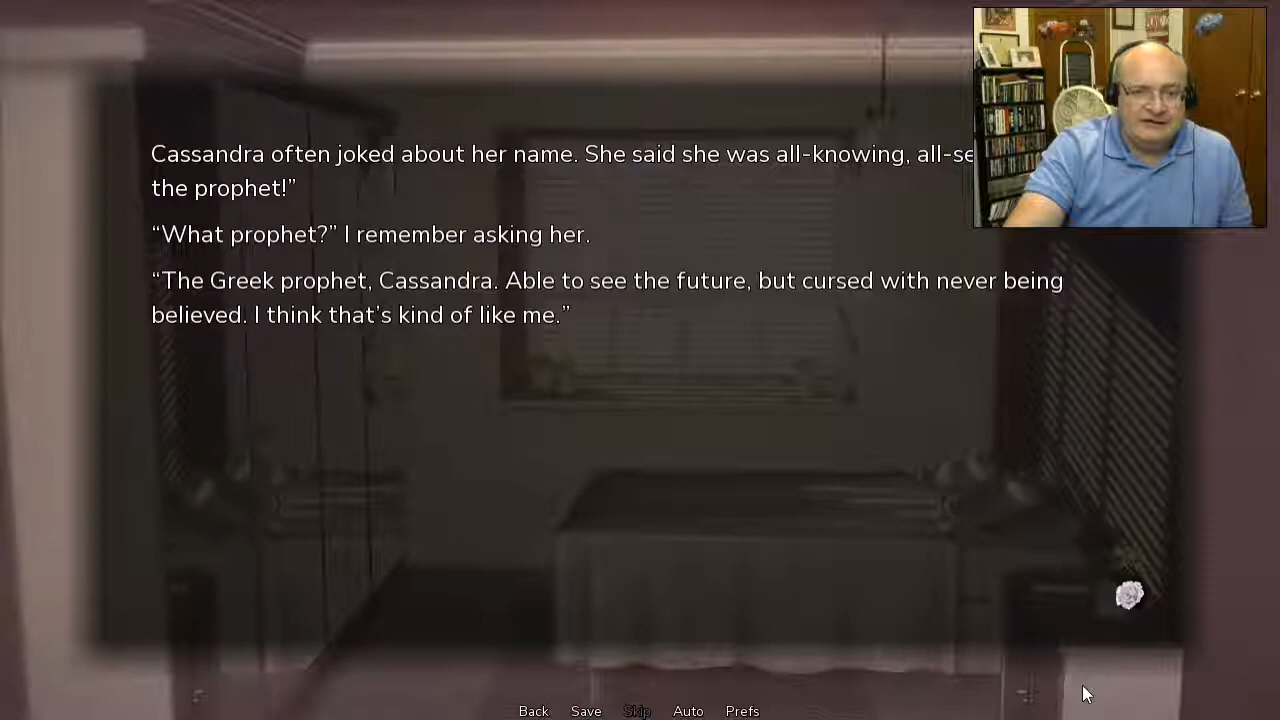 Cassandra often joked about her name. She said she was all-knowing, all-se
the prophet!”
“What prophet?” I remember asking her.
“The Greek prophet, Cassandra. Able to see the future, but cursed with never being
believed. I think that’s kind of like me.”
Back Save Skip Auto Prefs